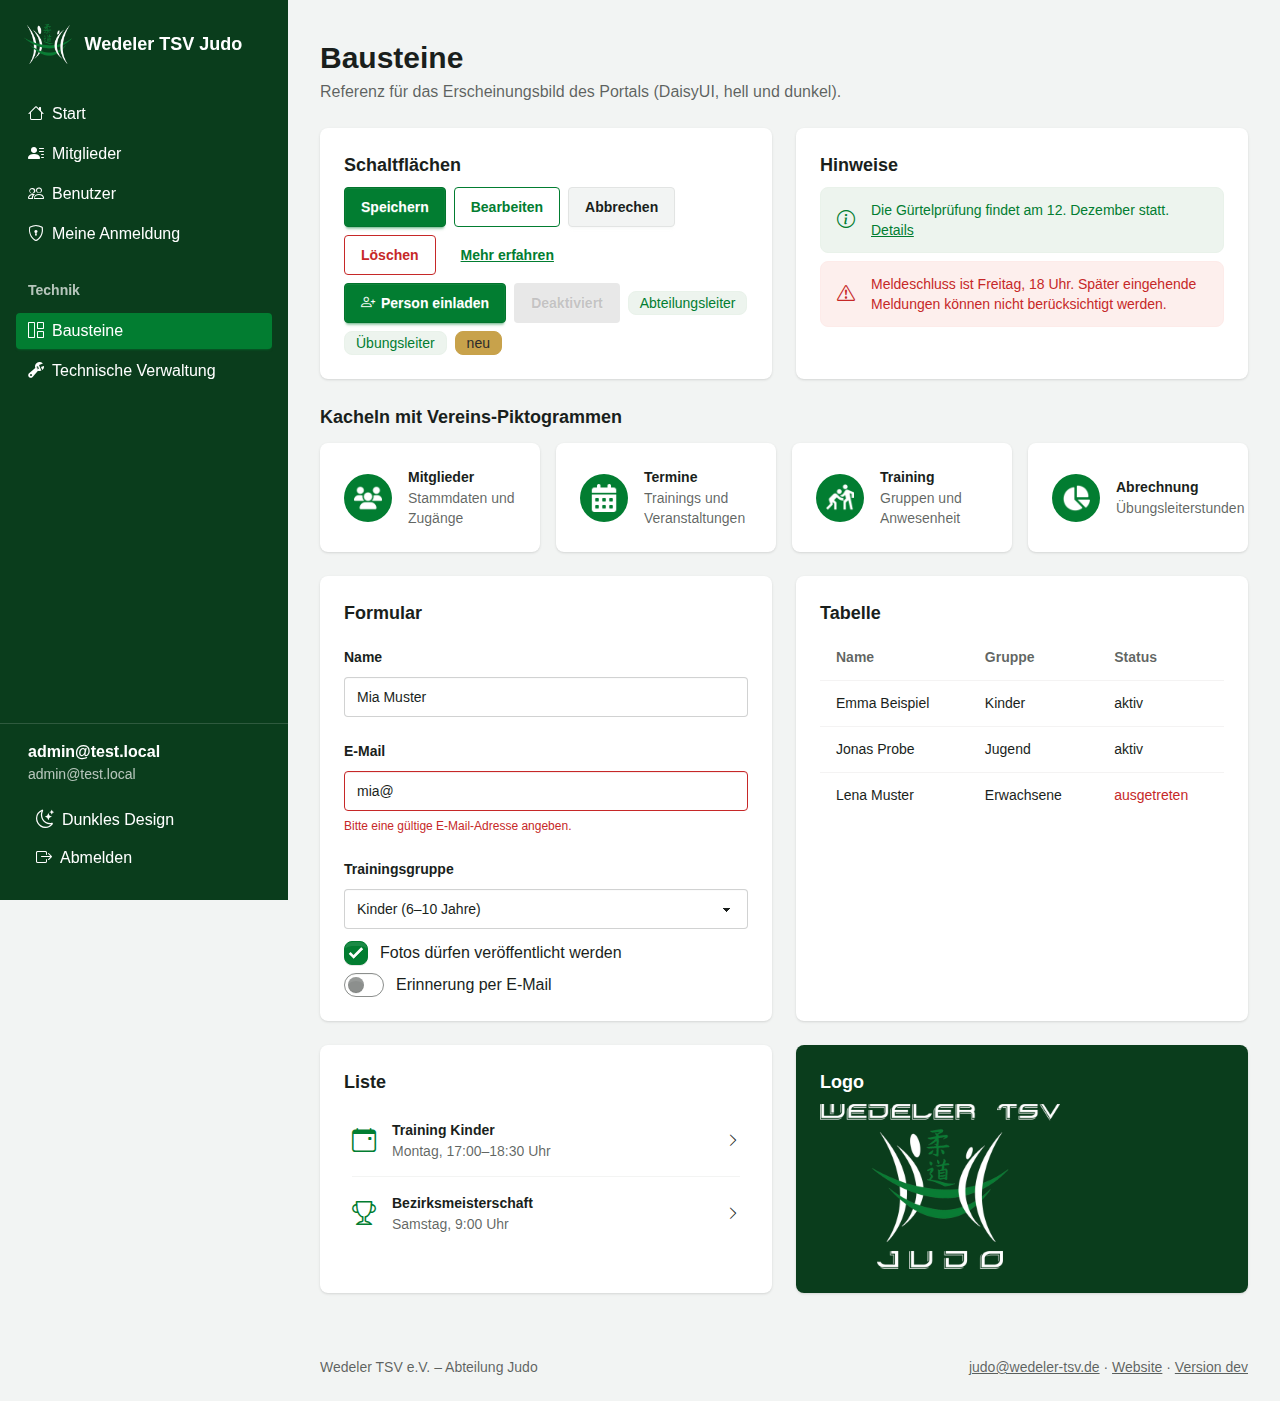 Wedeler TSV Judo
Start
Mitglieder
Benutzer
Meine Anmeldung
Technik
Bausteine
Technische Verwaltung
admin@test.local
admin@test.local
Dunkles Design
Abmelden
Bausteine
Referenz für das Erscheinungsbild des Portals (DaisyUI, hell und dunkel).
Schaltflächen
Speichern
Bearbeiten
Abbrechen
Löschen
Mehr erfahren
Person einladen
Deaktiviert
Abteilungsleiter
Übungsleiter
neu
Hinweise
Die Gürtelprüfung findet am 12. Dezember statt.
Details
Meldeschluss ist Freitag, 18 Uhr. Später eingehende
Meldungen können nicht berücksichtigt werden.
Kacheln mit Vereins-Piktogrammen
Mitglieder
Stammdaten und
Zugänge
Termine
Trainings und
Veranstaltungen
Training
Gruppen und
Anwesenheit
Abrechnung
Übungsleiterstunden
Formular
Name
Mia Muster
E-Mail
mia@
Bitte eine gültige E-Mail-Adresse angeben.
Trainingsgruppe
Kinder (6–10 Jahre)
Fotos dürfen veröffentlicht werden
Erinnerung per E-Mail
Tabelle
Name Gruppe Status
Emma Beispiel Kinder aktiv
Jonas Probe Jugend aktiv
Lena Muster Erwachsene ausgetreten
Liste
Training Kinder
Montag, 17:00–18:30 Uhr
Bezirksmeisterschaft
Samstag, 9:00 Uhr
Logo
WEDELER TSV
柔
道
JUDO
Wedeler TSV e.V. – Abteilung Judo
judo@wedeler-tsv.de · Website · Version dev